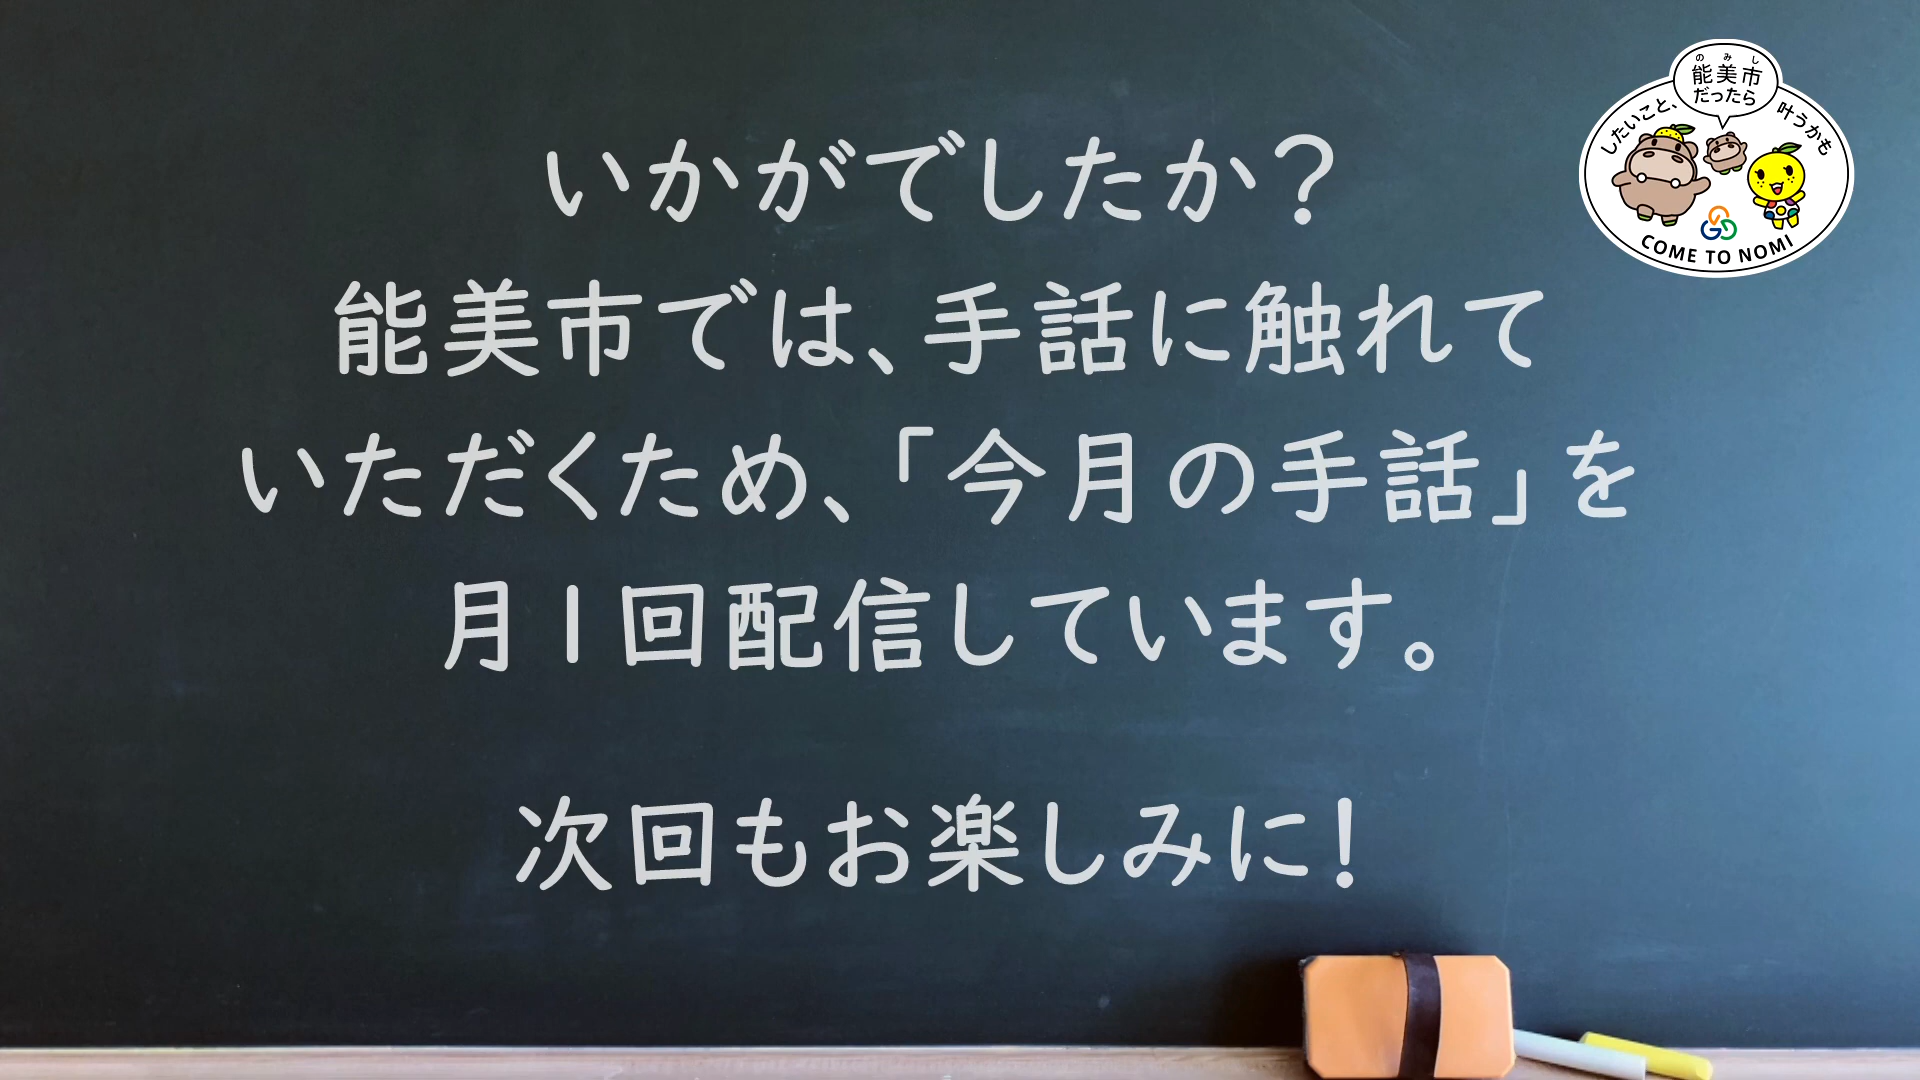 いかがでしたか?
能美市では、手話に触れて
いただくため、「今月の手話」を
月1回配信しています。
次回もお楽しみに!
のみし
能美市
だったら
したいこと、
叶うかも
COME TO NOMI